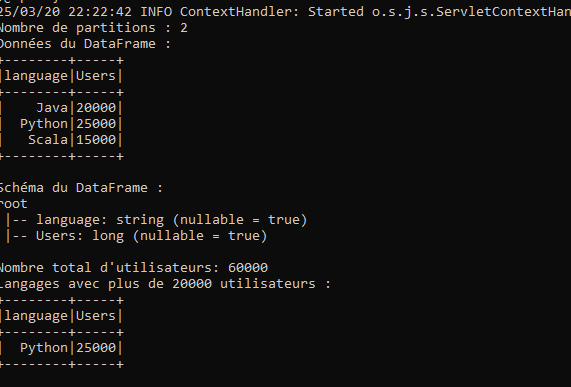 25/03/20 22:22:42 INFO ContextHandler: Started o.s.j.s.ServletContextHan
Nombre de partitions : 2
Données du DataFrame :
+--------+-----+
|language|Users|
+--------+-----+
|    Java|20000|
|  Python|25000|
|   Scala|15000|
+--------+-----+
Schéma du DataFrame :
root
 |-- language: string (nullable = true)
 |-- Users: long (nullable = true)
Nombre total d'utilisateurs: 60000
Langages avec plus de 20000 utilisateurs :
+--------+-----+
|language|Users|
+--------+-----+
|  Python|25000|
+--------+-----+